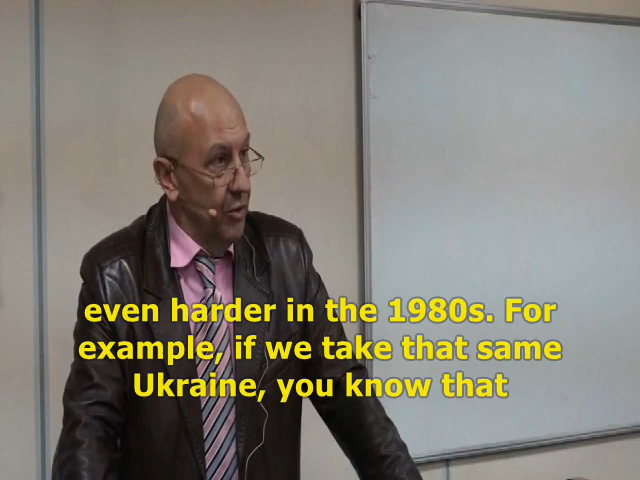 even harder in the 1980s. For
example, if we take that same
Ukraine, you know that